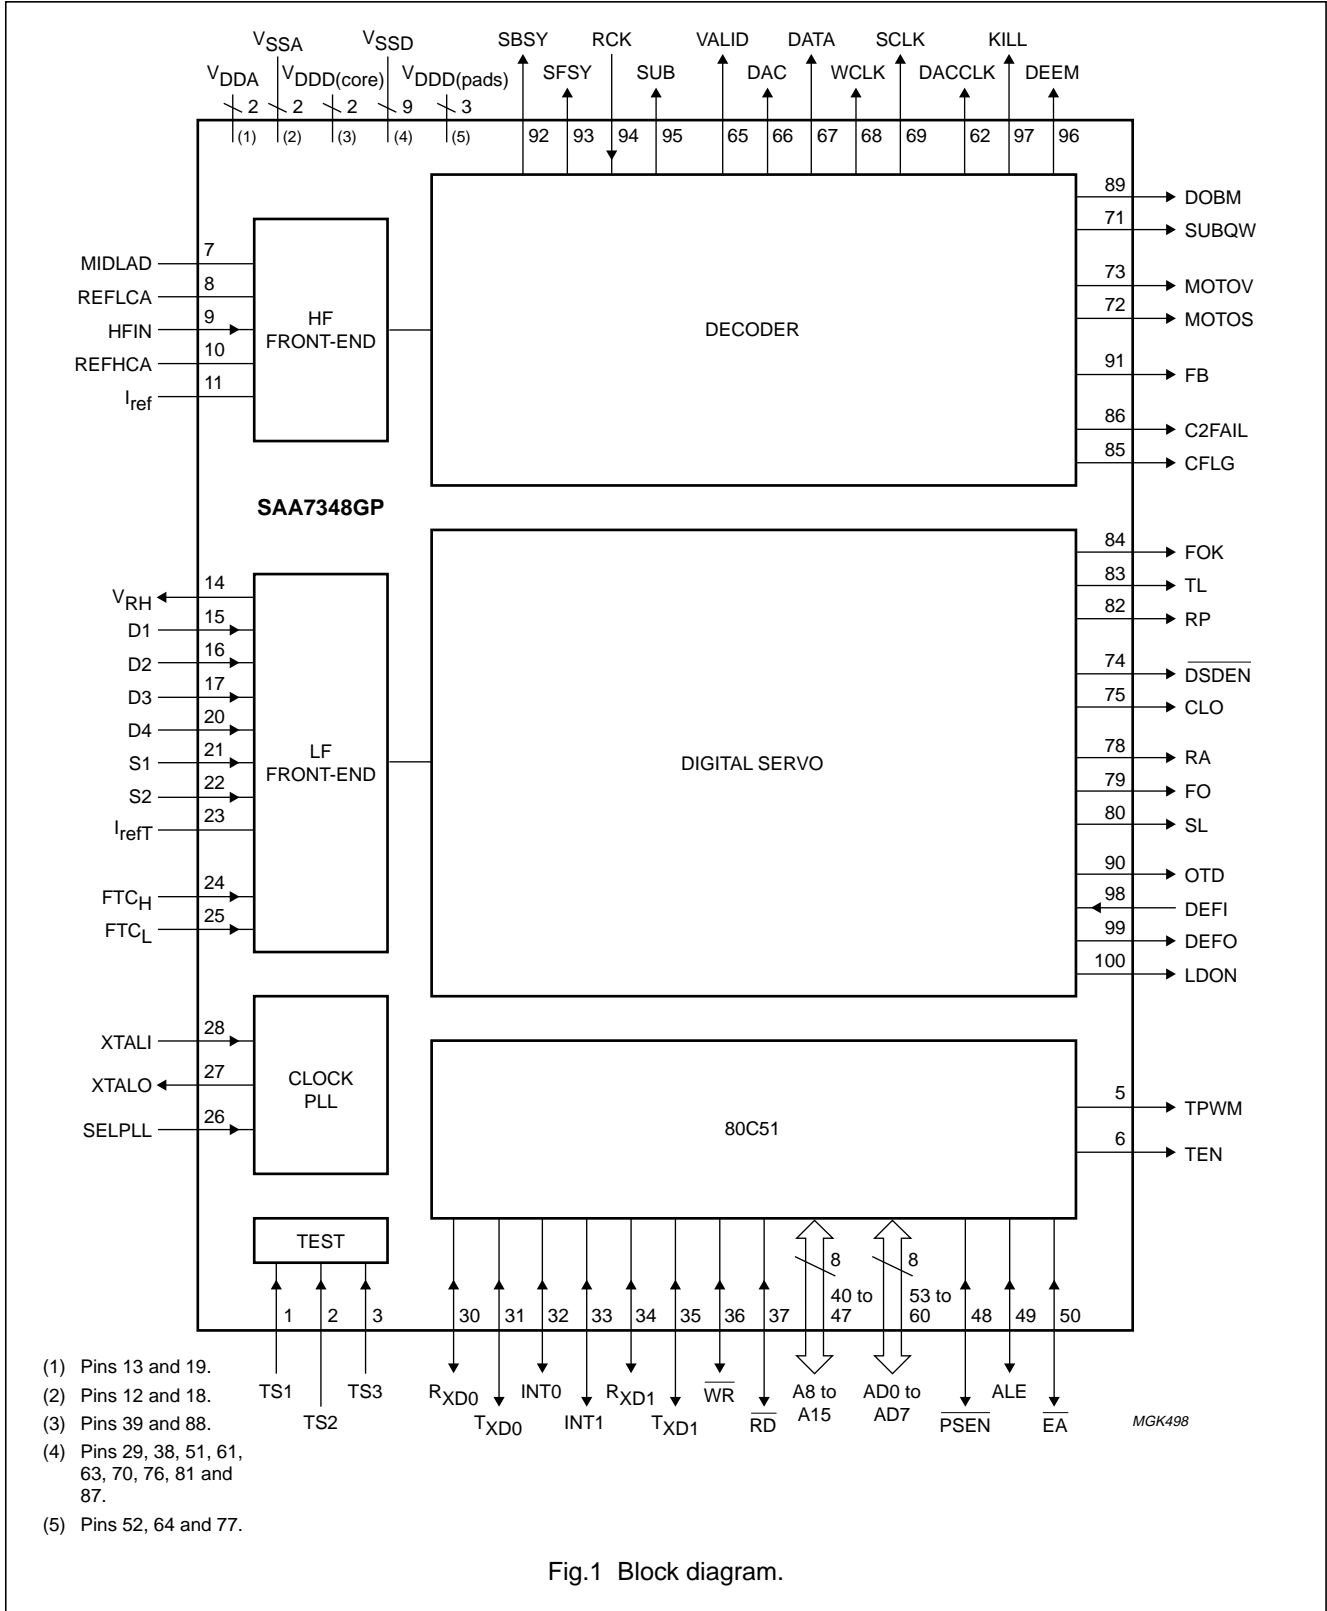 SBSY RCK VALID DATA SCLK KILL
VSSA VSSD
SFSY SUB DAC WCLK DACCLK DEEM
VDDA VDDD(core) VDDD(pads)
2 2 2 9 3
(1) (2) (3) (4) (5)
92 93 94 95 65 66 67 68 69 62 97 96
MIDLAD 7
REFLCA 8
HFIN 9
REFHCA 10
Iref 11
HF
FRONT-END
DECODER
89 DOBM
71 SUBQW
73 MOTOV
72 MOTOS
91 FB
86 C2FAIL
85 CFLG
SAA7348GP
VRH 14
D1 15
D2 16
D3 17
D4 20
S1 21
S2 22
IrefT 23
FTCH 24
FTCL 25
LF
FRONT-END
DIGITAL SERVO
84 FOK
83 TL
82 RP
74 DSDEN
75 CLO
78 RA
79 FO
80 SL
90 OTD
98 DEFI
99 DEFO
100 LDON
XTALI 28
XTALO 27
SELPLL 26
CLOCK
PLL
80C51
5 TPWM
6 TEN
TEST
8 8
40 to 53 to
1 2 3 30 31 32 33 34 35 36 37 47 60 48 49 50
TS1 TS3 RXD0 INT0 RXD1 WR A8 to AD0 to ALE
TS2 TXD0 INT1 TXD1 RD A15 AD7 PSEN EA
MGK498
(1) Pins 13 and 19.
(2) Pins 12 and 18.
(3) Pins 39 and 88.
(4) Pins 29, 38, 51, 61,
63, 70, 76, 81 and
87.
(5) Pins 52, 64 and 77.
Fig.1 Block diagram.